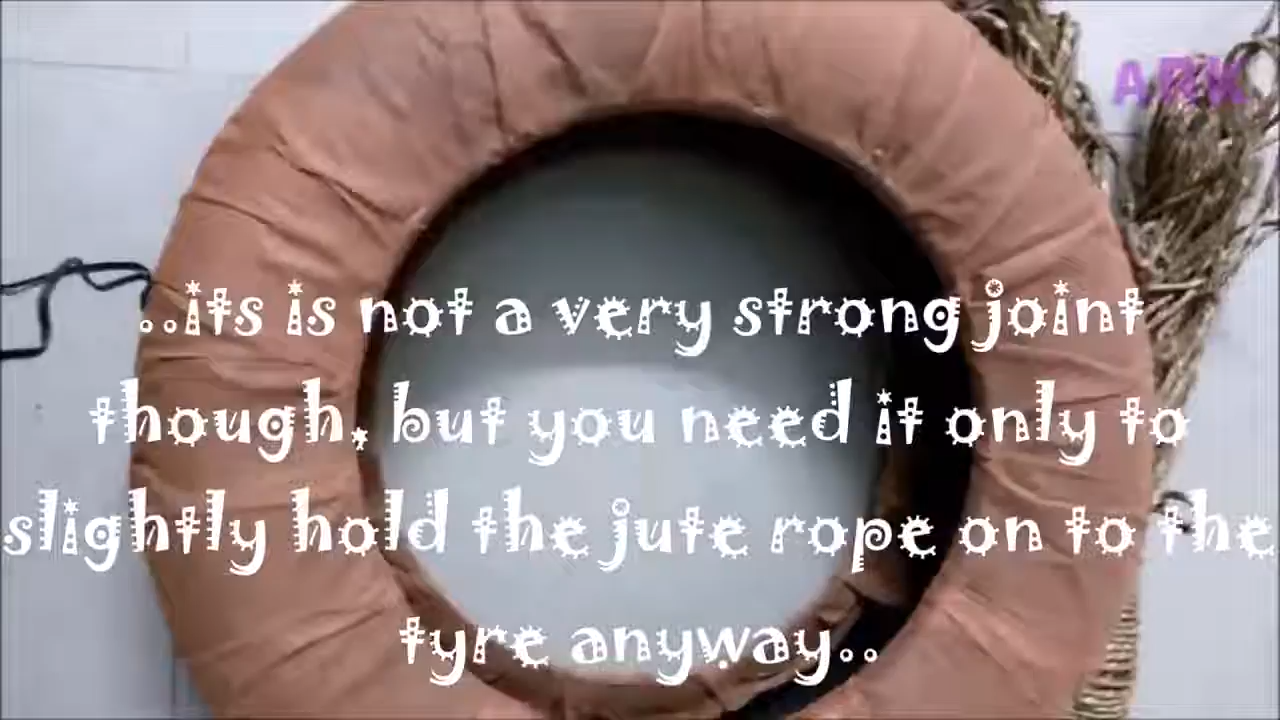 ARK
..its is not a very strong joint
though, but you need it only to
slightly hold the jute rope on to the
tyre anyway..